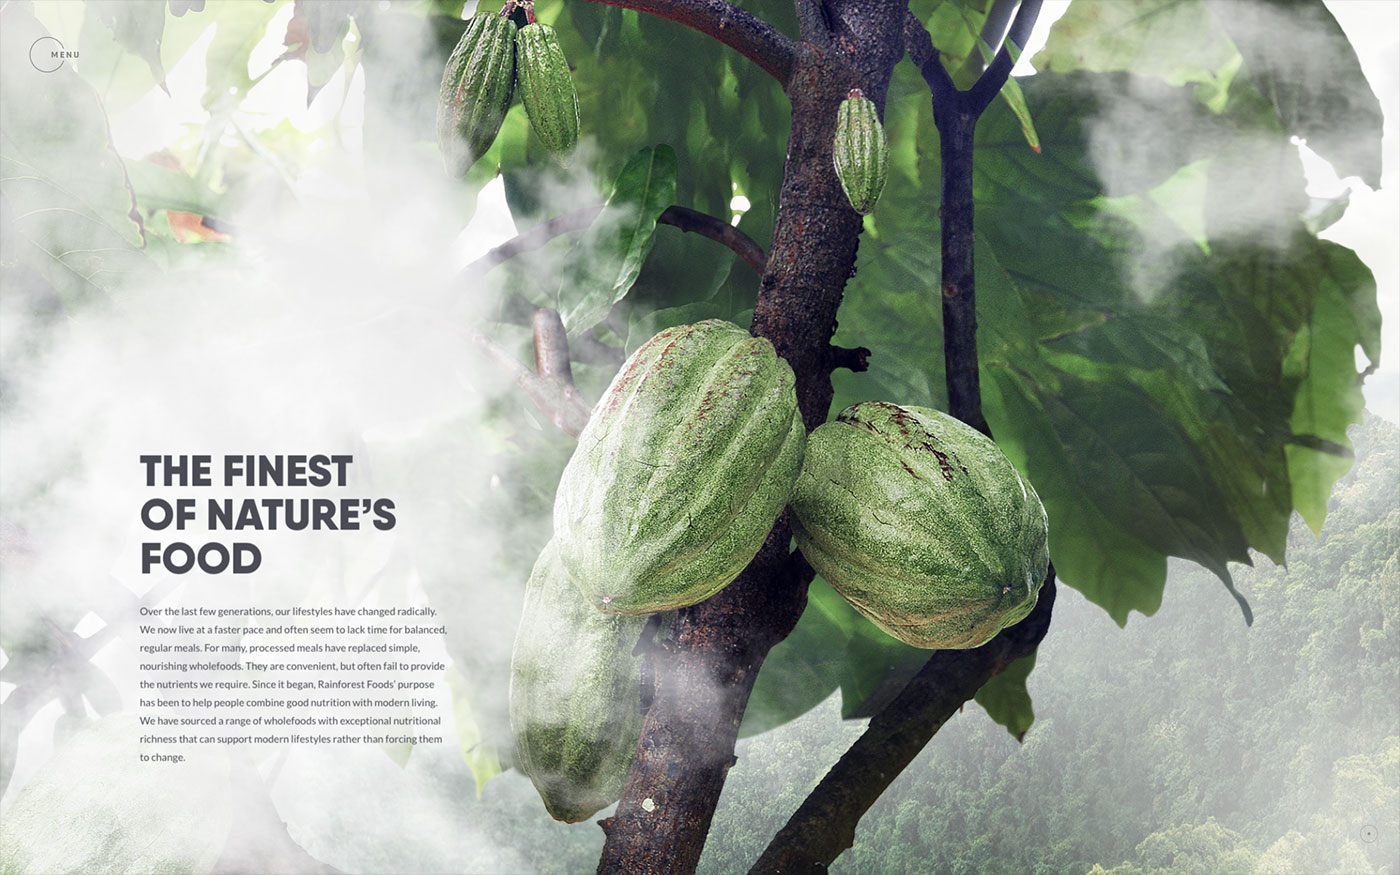 MENU
THE FINEST
OF NATURE'S
FOOD
Over the last few generations, our lifestyles have changed radically.
We now live at a faster pace and often seem to lack time for balanced,
regular meals. For many, processed meals have replaced simple,
nourishing wholefoods. They are convenient, but often fail to provide
the nutrients we require. Since it began, Rainforest Foods' purpose
has been to help people combine good nutrition with modern living.
We have sourced a range of wholefoods with exceptional nutritional
richness that can support modern lifestyles rather than forcing them
to change.